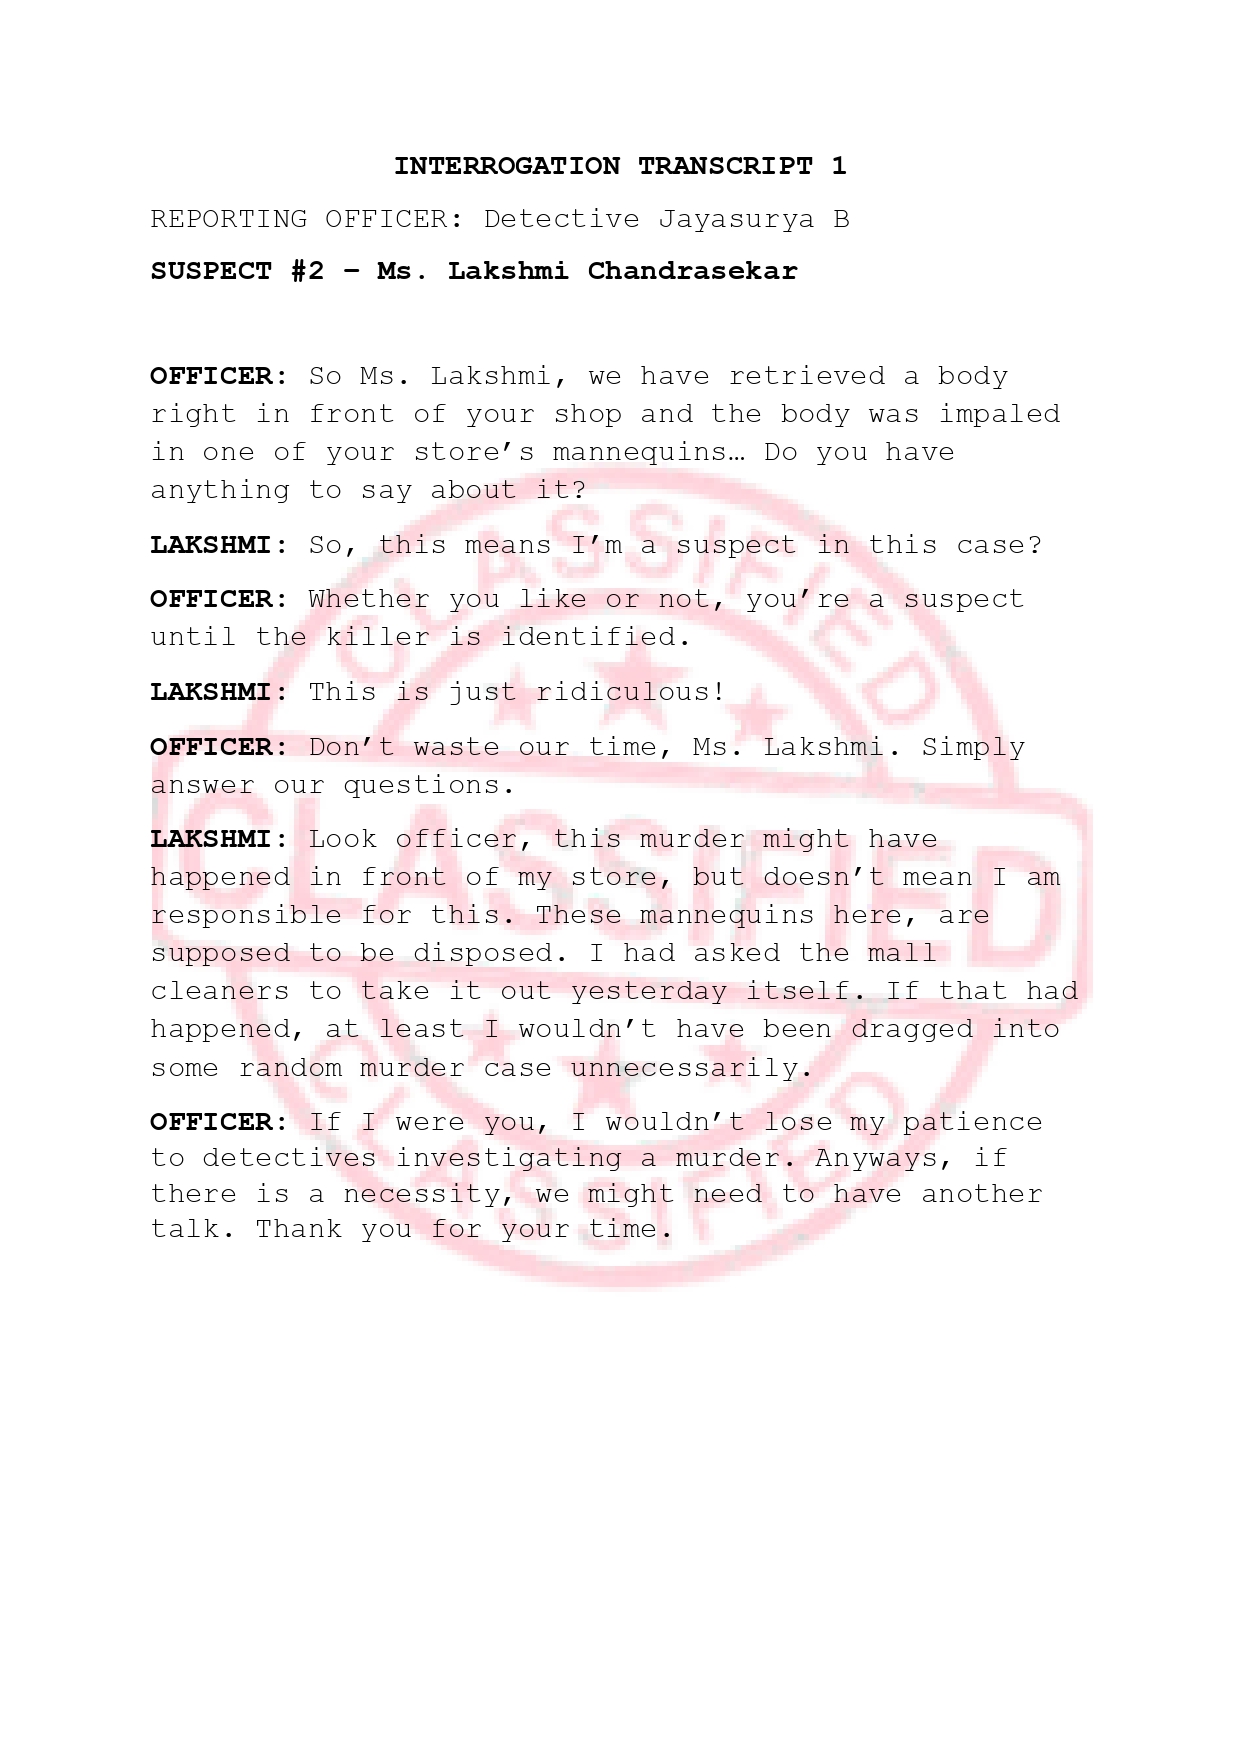 INTERROGATION TRANSCRIPT 1
REPORTING OFFICER: Detective Jayasurya B
SUSPECT #2 – Ms. Lakshmi Chandrasekar
OFFICER: So Ms. Lakshmi, we have retrieved a body
right in front of your shop and the body was impaled
in one of your store’s mannequins… Do you have
anything to say about it?
LAKSHMI: So, this means I’m a suspect in this case?
OFFICER: Whether you like or not, you’re a suspect
until the killer is identified.
LAKSHMI: This is just ridiculous!
OFFICER: Don’t waste our time, Ms. Lakshmi. Simply
answer our questions.
LAKSHMI: Look officer, this murder might have
happened in front of my store, but doesn’t mean I am
responsible for this. These mannequins here, are
supposed to be disposed. I had asked the mall
cleaners to take it out yesterday itself. If that had
happened, at least I wouldn’t have been dragged into
some random murder case unnecessarily.
OFFICER: If I were you, I wouldn’t lose my patience
to detectives investigating a murder. Anyways, if
there is a necessity, we might need to have another
talk. Thank you for your time.
CLASSIFIED
CLASSIFIED
CLASSIFIED